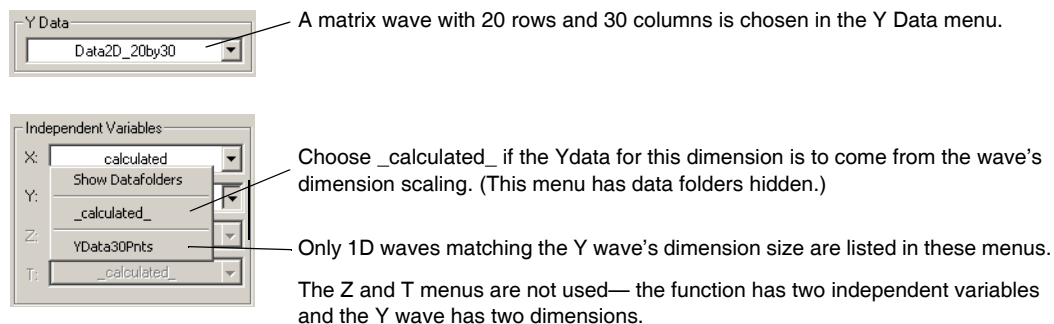 Y Data
A matrix wave with 20 rows and 30 columns is chosen in the Y Data menu.
Data2D_20by30
Independent Variables
X:
calculated
Show Datafolders
Choose _calculated_ if the Ydata for this dimension is to come from the wave's
dimension scaling. (This menu has data folders hidden.)
Y:
_calculated_
Z:
YData30Pnts
Only 1D waves matching the Y wave's dimension size are listed in these menus.
T:
_calculated_
The Z and T menus are not used— the function has two independent variables
and the Y wave has two dimensions.